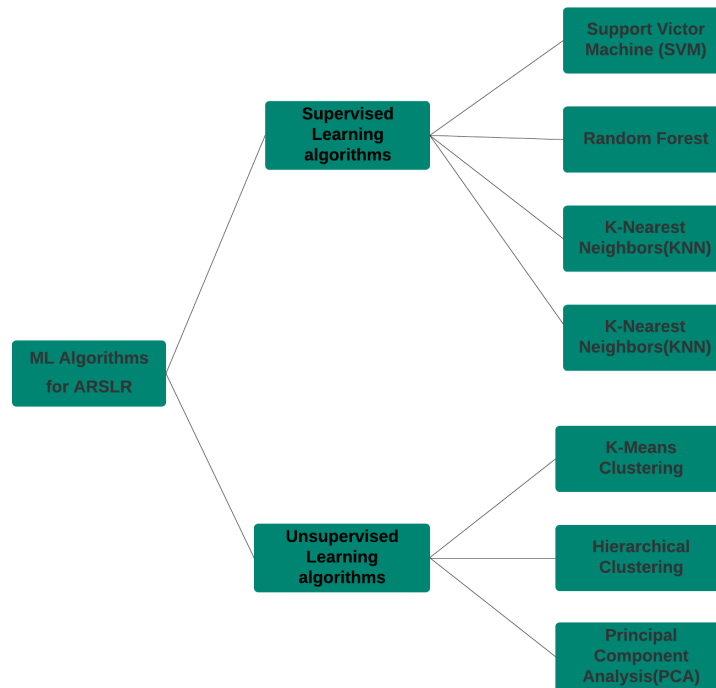 Support Victor
Machine (SVM)
Supervised
Learning
algorithms
Random Forest
K-Nearest
Neighbors(KNN)
K-Nearest
Neighbors(KNN)
ML Algorithms
for ARSLR
K-Means
Clustering
Unsupervised
Learning
algorithms
Hierarchical
Clustering
Principal
Component
Analysis(PCA)